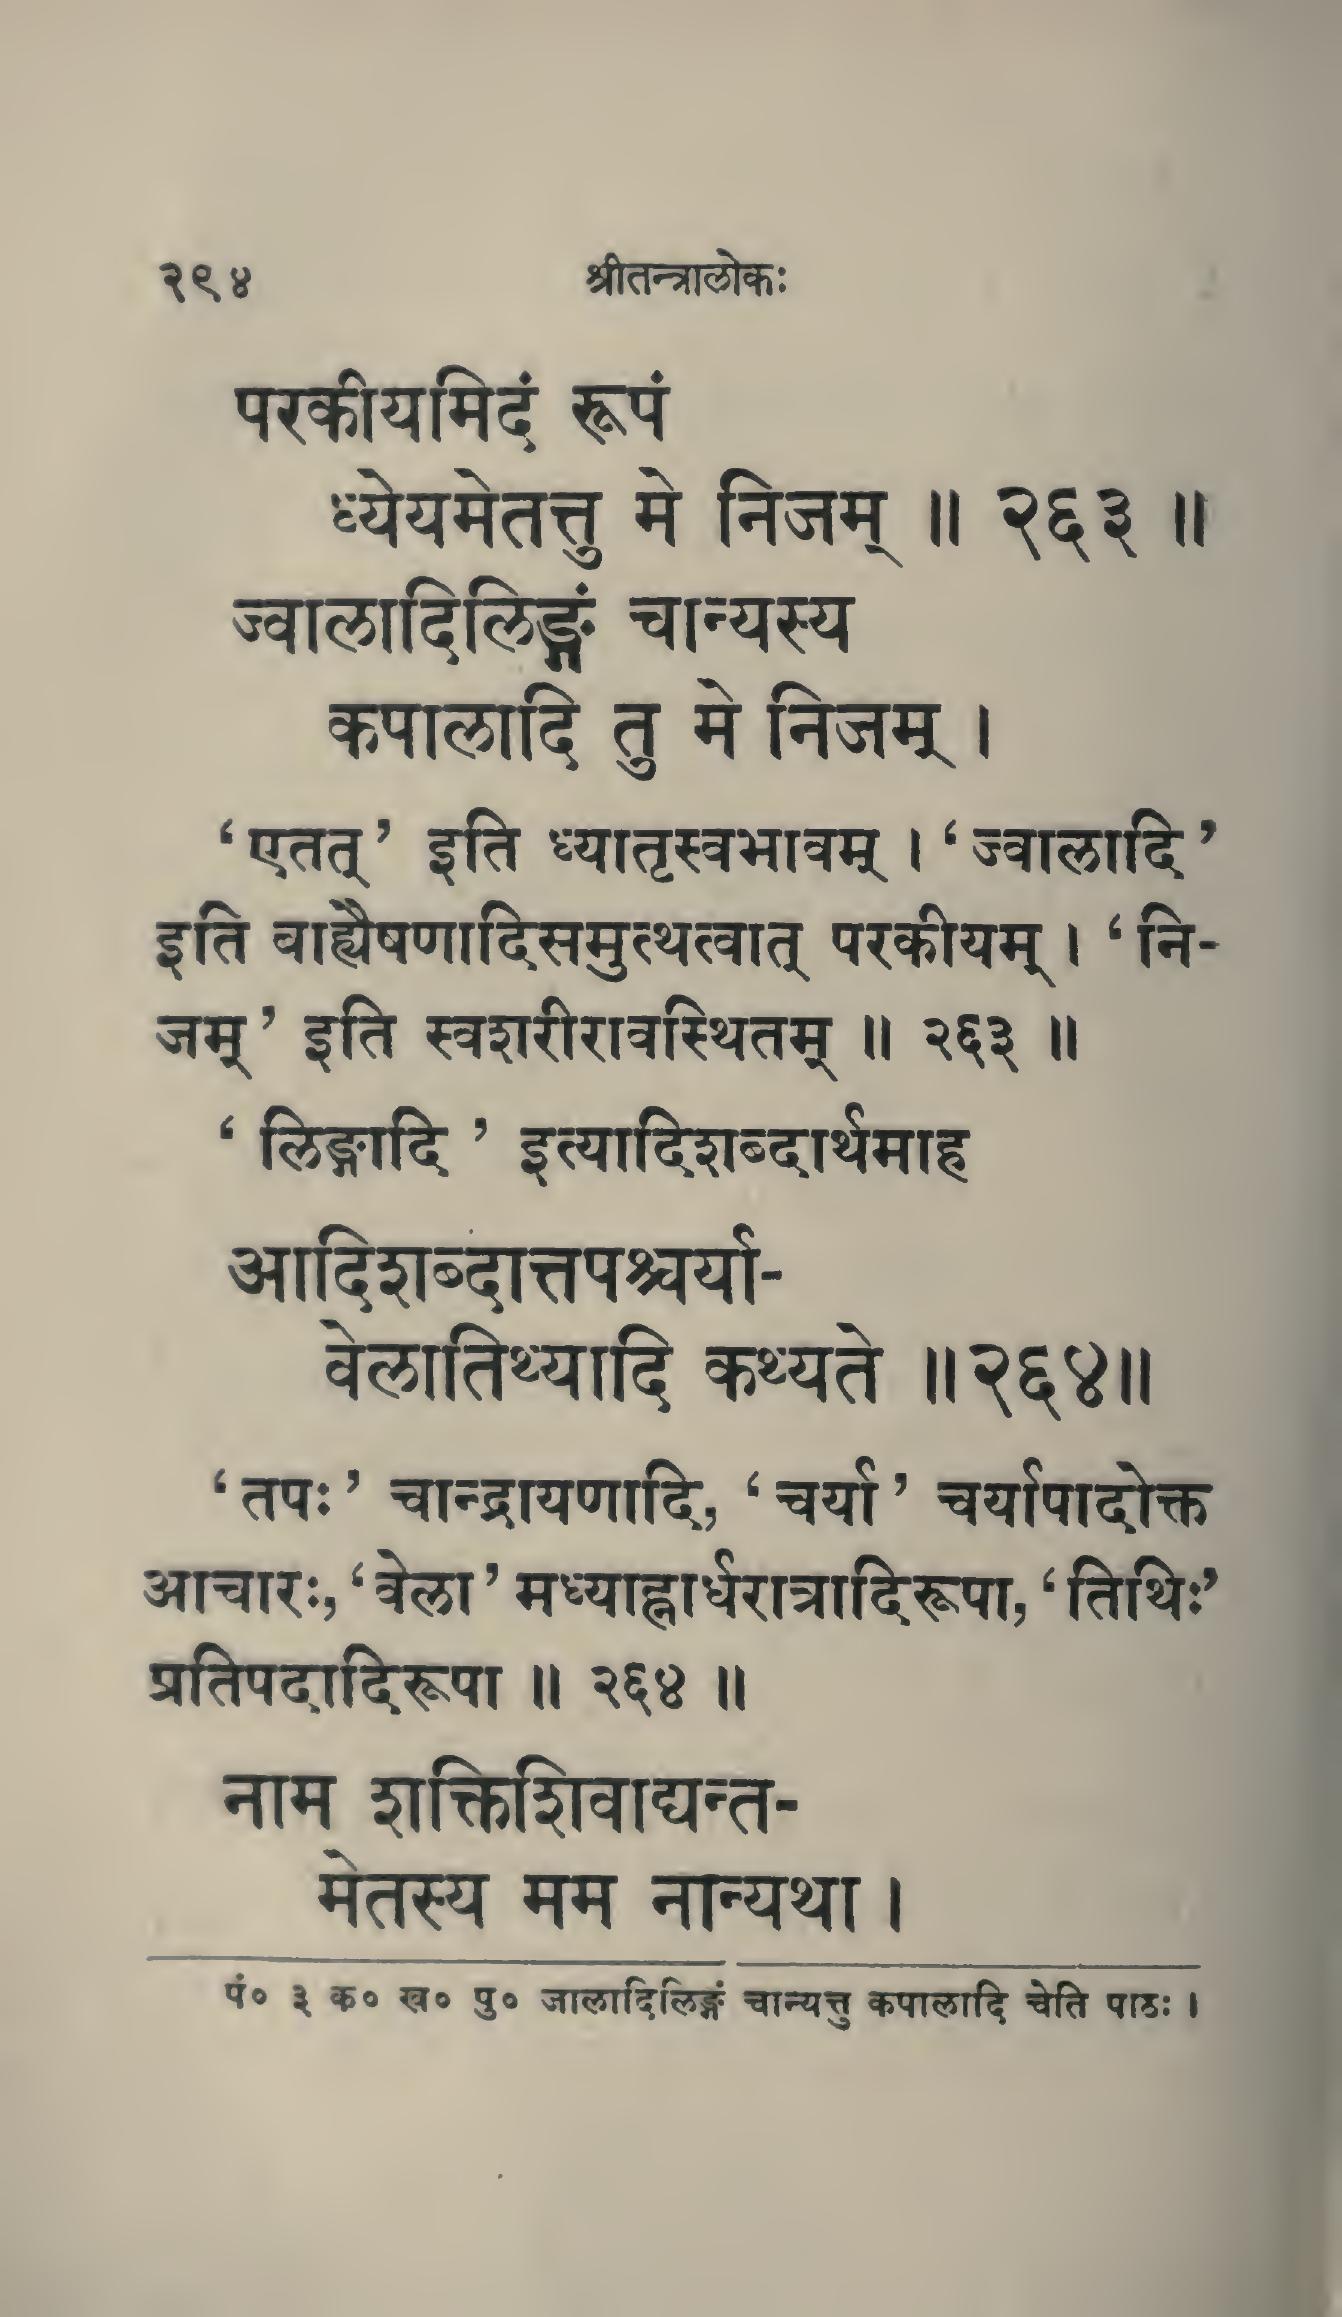 २९४ श्रीतन्त्रालोकः
परकीयमिदं रूपं
ध्येयमेतत्तु मे निजम् ॥ २६३ ॥
ज्वालादिलिङ्गं चान्यस्य
कपालादि तु मे निजम् ।
‘एतत्’ इति ध्यातृस्वभावम् । ‘ज्वालादि’
इति बाह्यैषणादिसमुत्थत्वात् परकीयम् । ‘नि-
जम्’ इति स्वशरीरावस्थितम् ॥ २६३ ॥
‘ लिङ्गादि ’ इत्यादिशब्दार्थमाह
आदिशब्दात्तपश्चर्या-
वेलातिथ्यादि कथ्यते ॥२६४॥
‘तपः’ चान्द्रायणादि, ‘चर्या’ चर्यापादोक्त
आचारः, ‘वेला’ मध्याह्नार्धरात्रादिरूपा, ‘तिथिः’
प्रतिपदादिरूपा ॥ २६४ ॥
नाम शक्तिशिवाद्यन्त-
मेतस्य मम नान्यथा ।
पं० ३ क० ख० पु० जालादिलिङ्गं चान्यत्तु कपालादि चेति पाठः ।